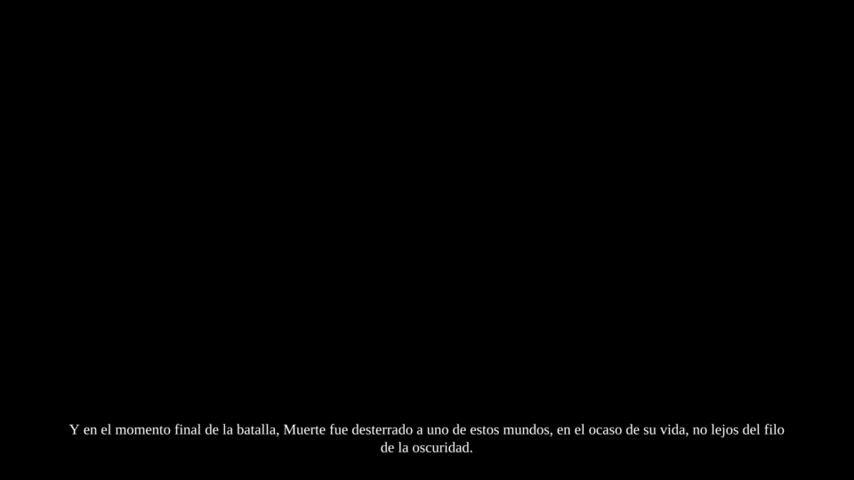 Y en el momento final de la batalla, Muerte fue desterrado a uno de estos mundos, en el ocaso de su vida, no lejos del filo
de la oscuridad.